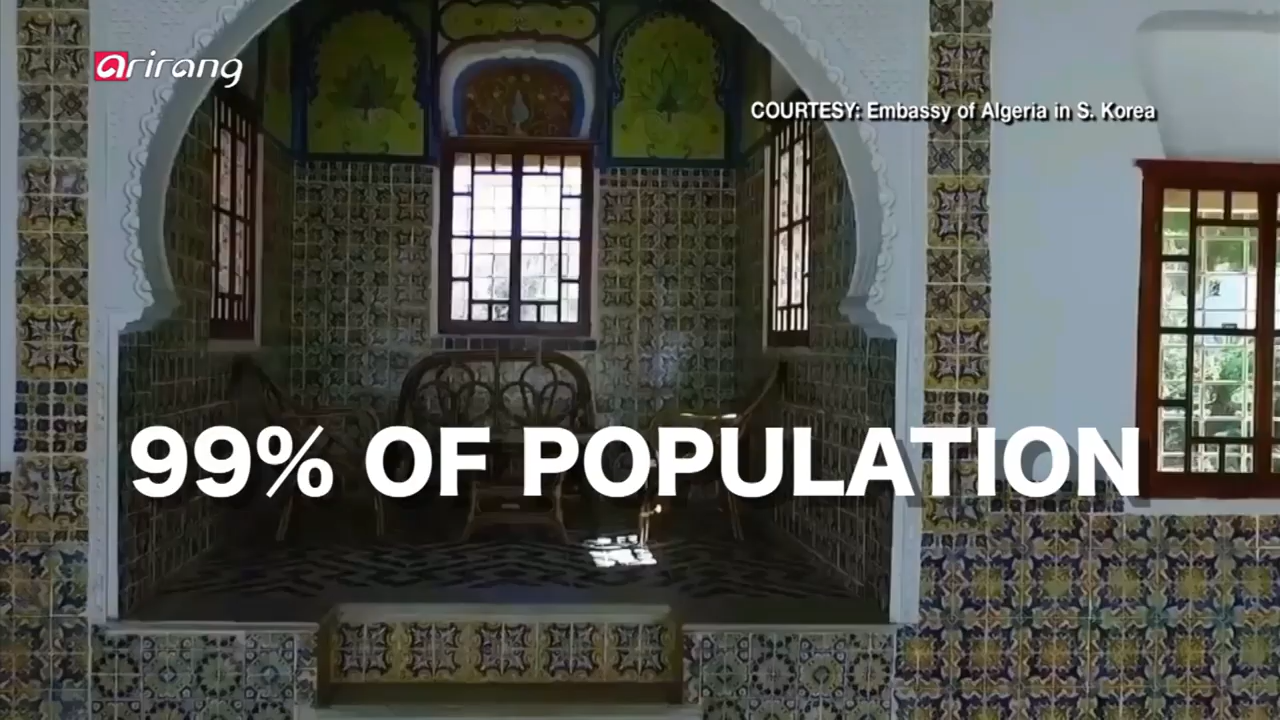 arirang
COURTESY: Embassy of Algeria in S. Korea
99% OF POPULATION